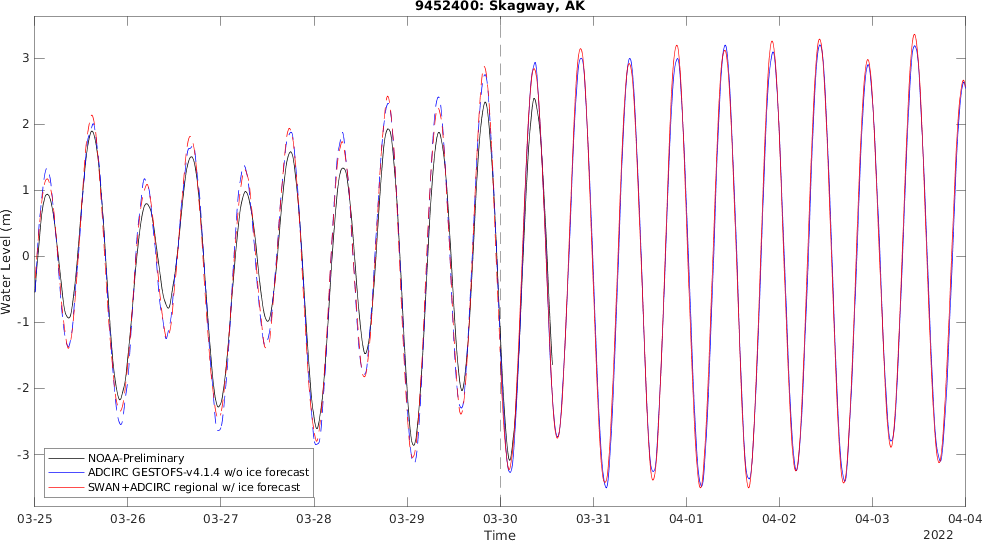 9452400: Skagway, AK
Water Level (m)
3
2
1
0
-1
-2
-3
NOAA-Preliminary
ADCIRC GESTOFS-v4.1.4 w/o ice forecast
SWAN+ADCIRC regional w/ ice forecast
03-25 03-26 03-27 03-28 03-29 03-30 03-31 04-01 04-02 04-03 04-04
Time
2022